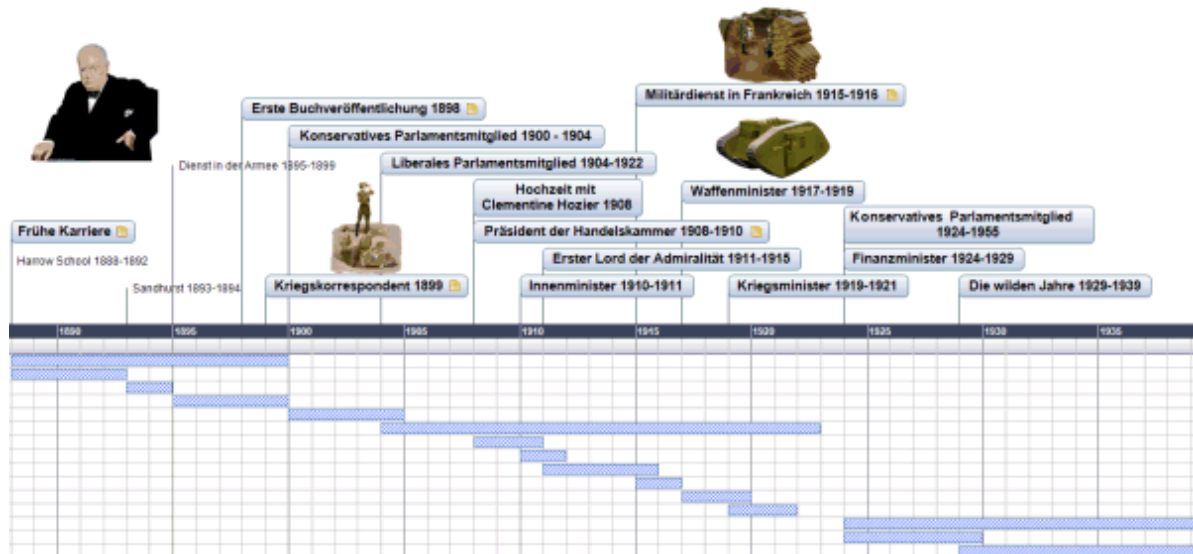 Militärdienst in Frankreich 1915-1916
Erste Buchveröffentlichung 1898
Konservatives Parlamentsmitglied 1900 - 1904
Liberales Parlamentsmitglied 1904-1922
Dienst in der Armee 1895-1899
Hochzeit mit
Clementine Hozier 1908
Waffenminister 1917-1919
Konservatives Parlamentsmitglied
1924-1955
Frühe Karriere
Präsident der Handelskammer 1908-1910
Harrow School 1888-1892
Erster Lord der Admiralität 1911-1915
Finanzminister 1924-1929
Sandhurst 1893-1894
Kriegskorrespondent 1899
Innenminister 1910-1911
Kriegsminister 1919-1921
Die wilden Jahre 1929-1939
1890 1895 1900 1905 1910 1915 1920 1925 1930 1935